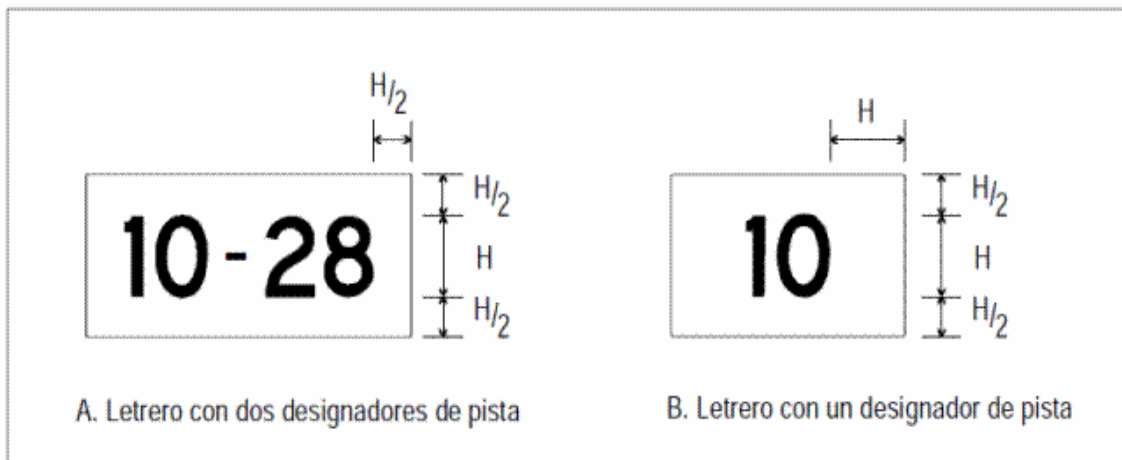 H/2
H
H/2
10 - 28
H
H/2
H/2
10
H
H/2
A. Letrero con dos designadores de pista
B. Letrero con un designador de pista